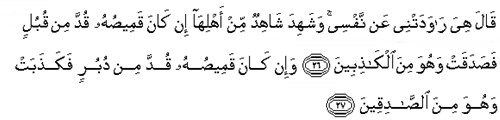 قَالَ هِىَ رَٰوَدَتْنِى عَن نَّفْسِى ۚ وَشَهِدَ شَاهِدٌ مِّنْ أَهْلِهَآ إِن كَانَ قَمِيصُهُۥ قُدَّ مِن قُبُلٍ
فَصَدَقَتْ وَهُوَ مِنَ ٱلْكَٰذِبِينَ ٢٦ وَإِن كَانَ قَمِيصُهُۥ قُدَّ مِن دُبُرٍ فَكَذَبَتْ
وَهُوَ مِنَ ٱلصَّٰدِقِينَ ٢٧